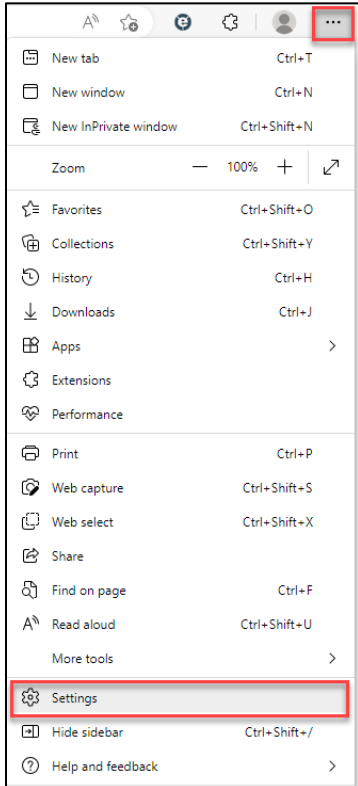 A
New tab Ctrl+T
New window Ctrl+N
New InPrivate window Ctrl+Shift+N
Zoom — 100% +
Favorites Ctrl+Shift+O
Collections Ctrl+Shift+Y
History Ctrl+H
Downloads Ctrl+J
Apps >
Extensions
Performance
Print Ctrl+P
Web capture Ctrl+Shift+S
Web select Ctrl+Shift+X
Share
Find on page Ctrl+F
A Read aloud Ctrl+Shift+U
More tools >
Settings
Hide sidebar Ctrl+Shift+/
? Help and feedback >